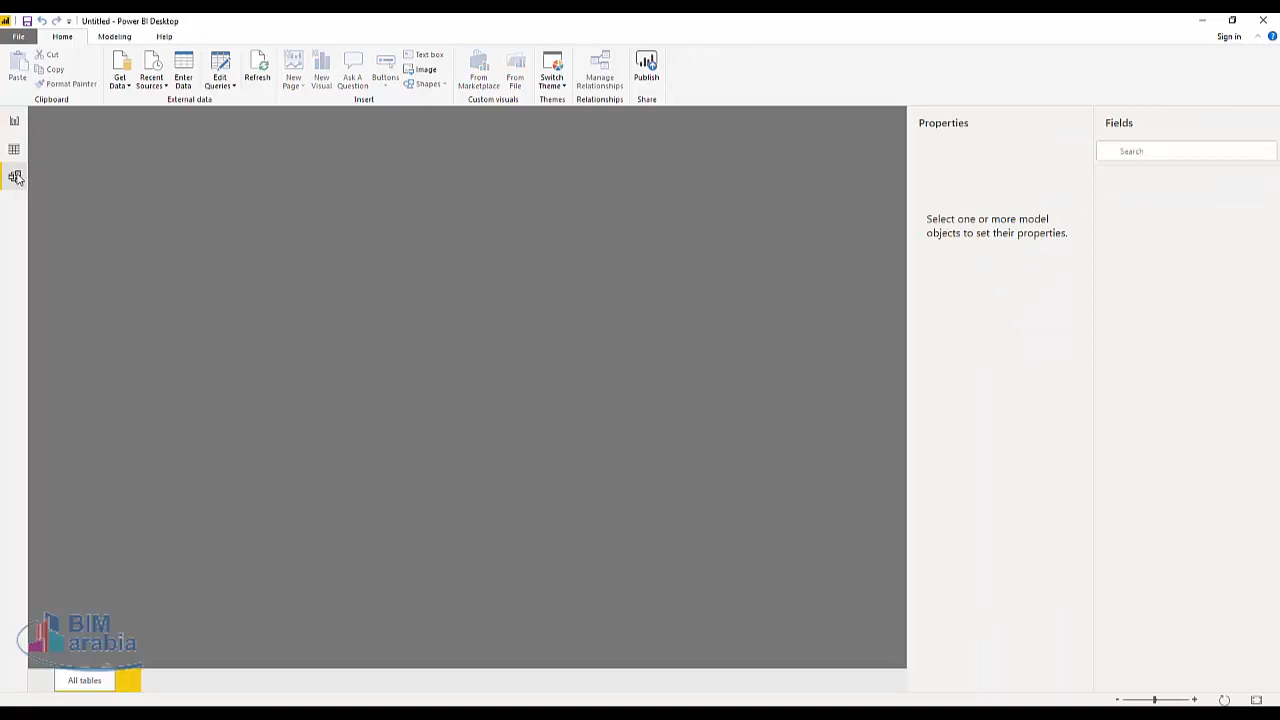 Untitled - Power BI Desktop
File
Home
Modeling
Help
Sign in
Paste
Cut
Copy
Format Painter
Clipboard
Get Data
Recent Sources
Enter Data
Edit Queries
Refresh
External data
New Page
New Visual
Ask A Question
Buttons
Text box
Image
Shapes
Insert
From Marketplace
From File
Custom visuals
Switch Theme
Themes
Manage Relationships
Relationships
Publish
Share
Properties
Select one or more model
objects to set their properties.
Fields
Search
BIM
arabia
All tables